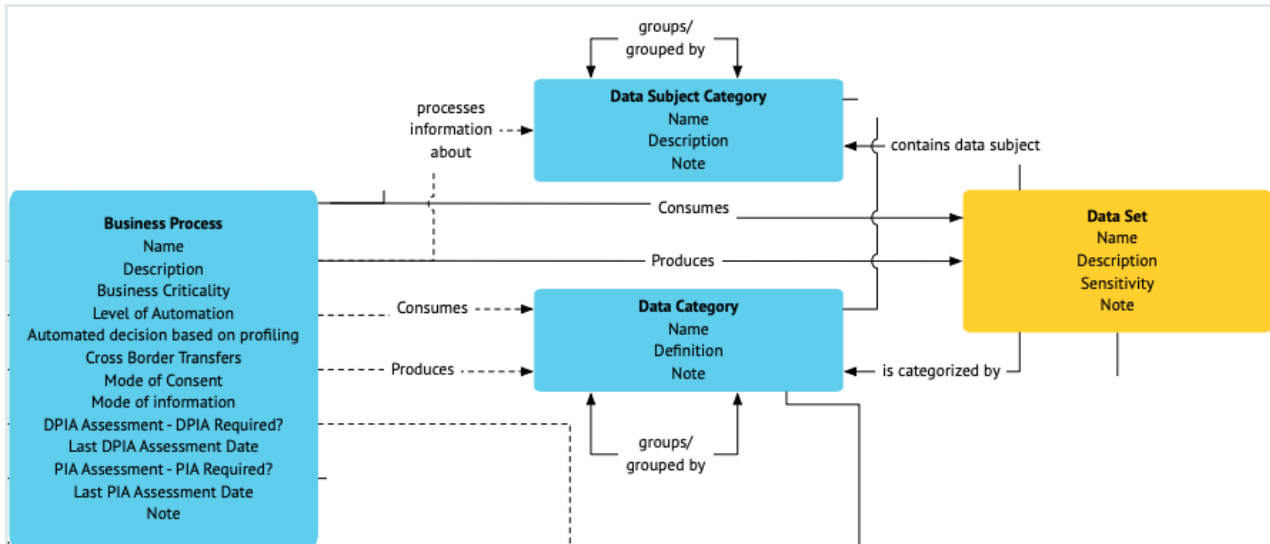 groups/
grouped by
Data Subject Category
Name
Description
Note
processes
information
about
contains data subject
Business Process
Name
Description
Business Criticality
Level of Automation
Automated decision based on profiling
Cross Border Transfers
Mode of Consent
Mode of information
DPIA Assessment - DPIA Required?
Last DPIA Assessment Date
PIA Assessment - PIA Required?
Last PIA Assessment Date
Note
Consumes
Produces
Data Set
Name
Description
Sensitivity
Note
Consumes
Produces
Data Category
Name
Definition
Note
is categorized by
groups/
grouped by